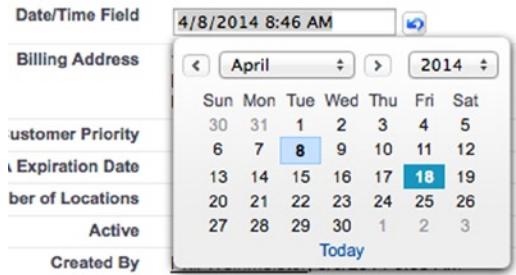 Date/Time Field
4/8/2014 8:46 AM
Billing Address
April
2014
Sun Mon Tue Wed Thu Fri Sat
30 31 1 2 3 4 5
6 7 8 9 10 11 12
13 14 15 16 17 18 19
20 21 22 23 24 25 26
27 28 29 30 1 2 3
Today
ustomer Priority
Expiration Date
ber of Locations
Active
Created By